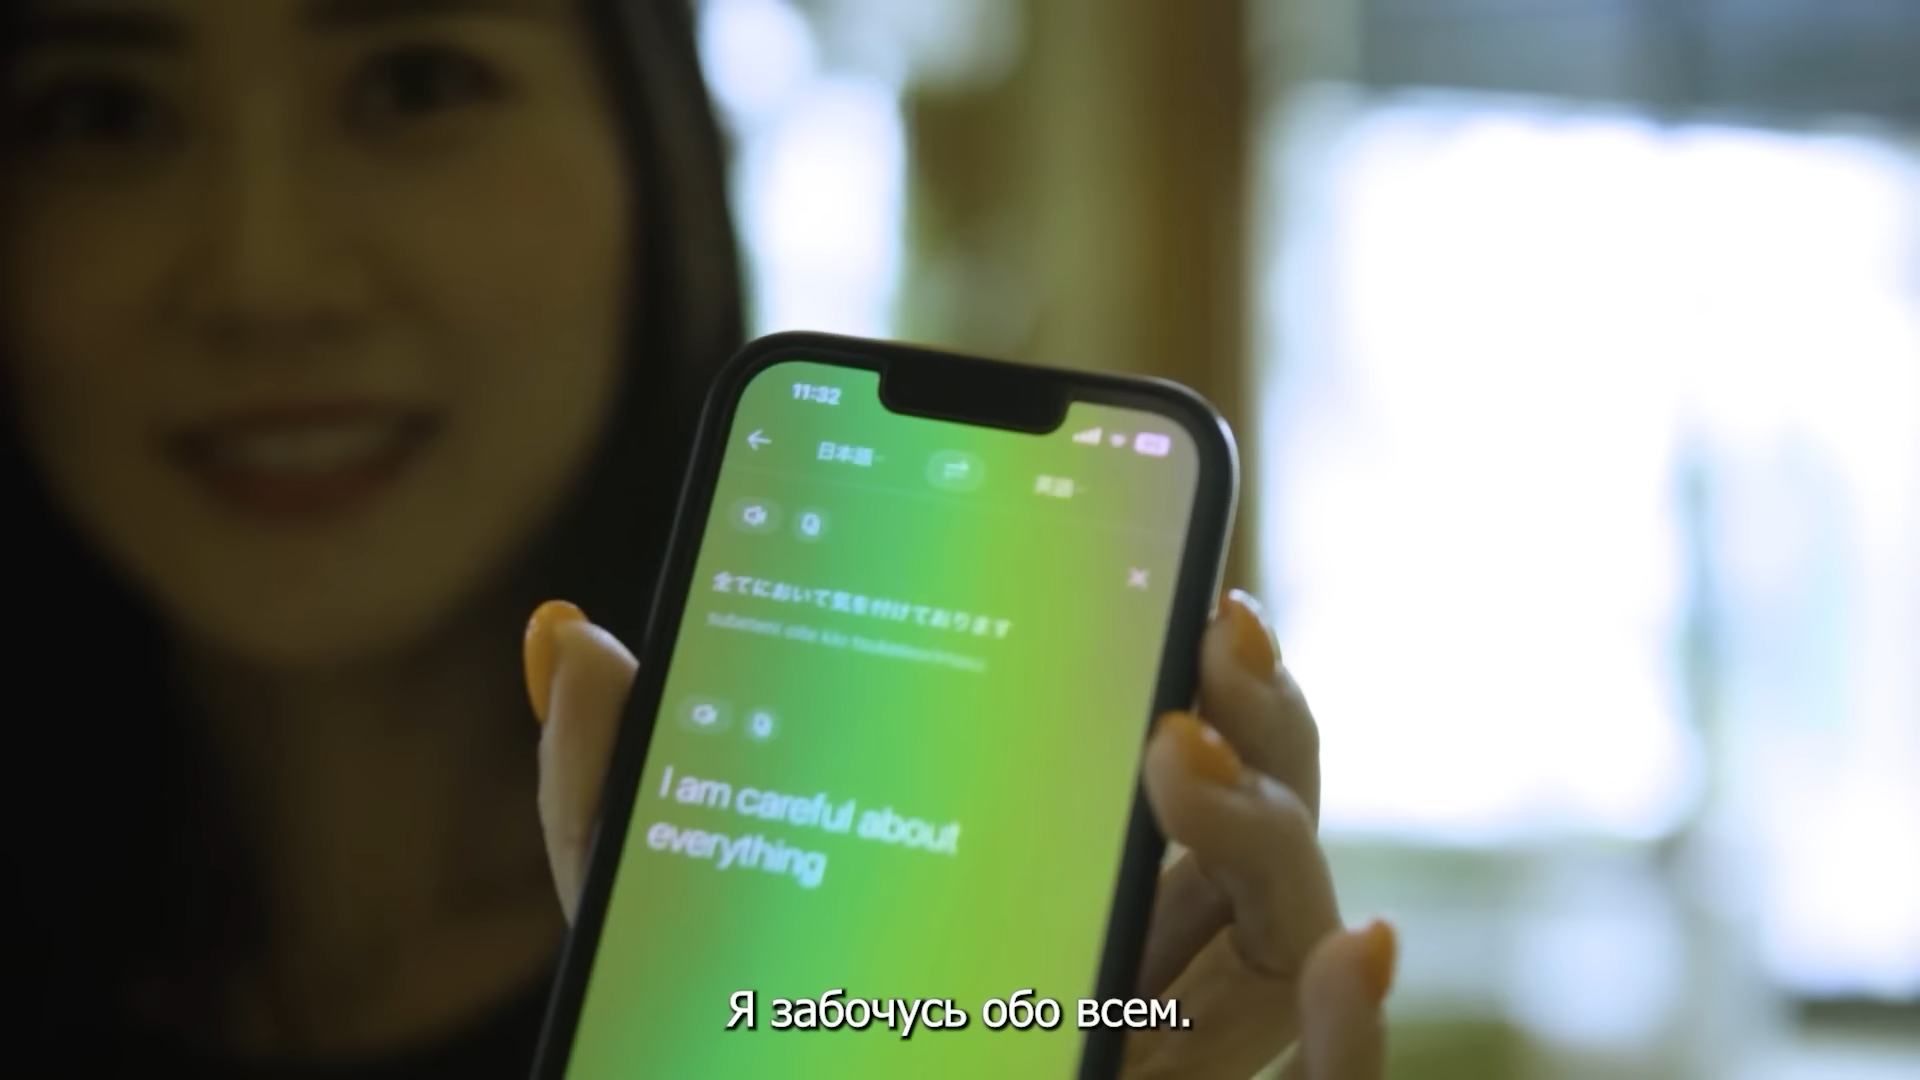 11:32
日本語
英語
全てにおいて気を付けております
I am careful about
everything
Я забочусь обо всем.